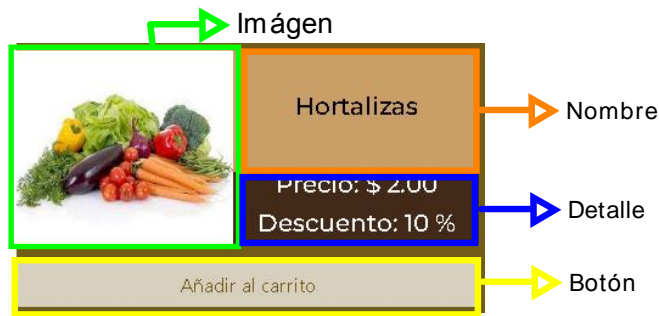 Imágen
Hortalizas
Nombre
Precio: $ 2.00
Descuento: 10 %
Detalle
Añadir al carrito
Botón